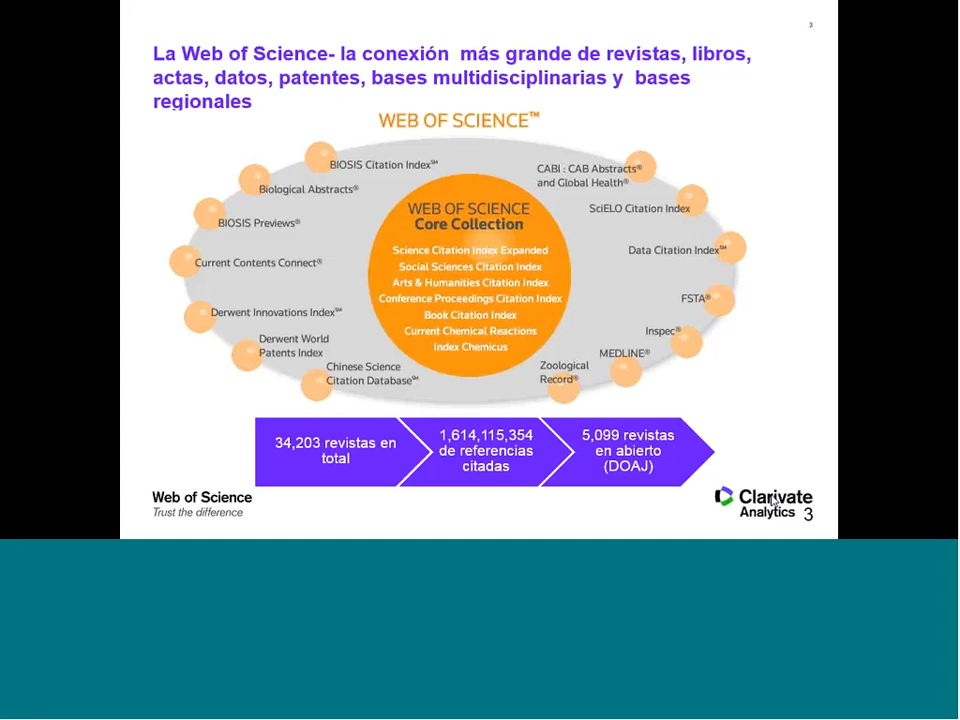 3
La Web of Science- la conexión más grande de revistas, libros,
actas, datos, patentes, bases multidisciplinarias y bases
regionales
WEB OF SCIENCE™
BIOSIS Citation Index℠
Biological Abstracts®
BIOSIS Previews®
Current Contents Connect®
Derwent Innovations Index℠
Derwent World
Patents Index
Chinese Science
Citation Database℠
WEB OF SCIENCE
Core Collection
Science Citation Index Expanded
Social Sciences Citation Index
Arts & Humanities Citation Index
Conference Proceedings Citation Index
Book Citation Index
Current Chemical Reactions
Index Chemicus
CABI : CAB Abstracts®
and Global Health®
SciELO Citation Index
Data Citation Index℠
FSTA®
Inspec®
MEDLINE®
Zoological
Record®
34,203 revistas en
total
1,614,115,354
de referencias
citadas
5,099 revistas
en abierto
(DOAJ)
Web of Science
Trust the difference
Clarivate
Analytics
3